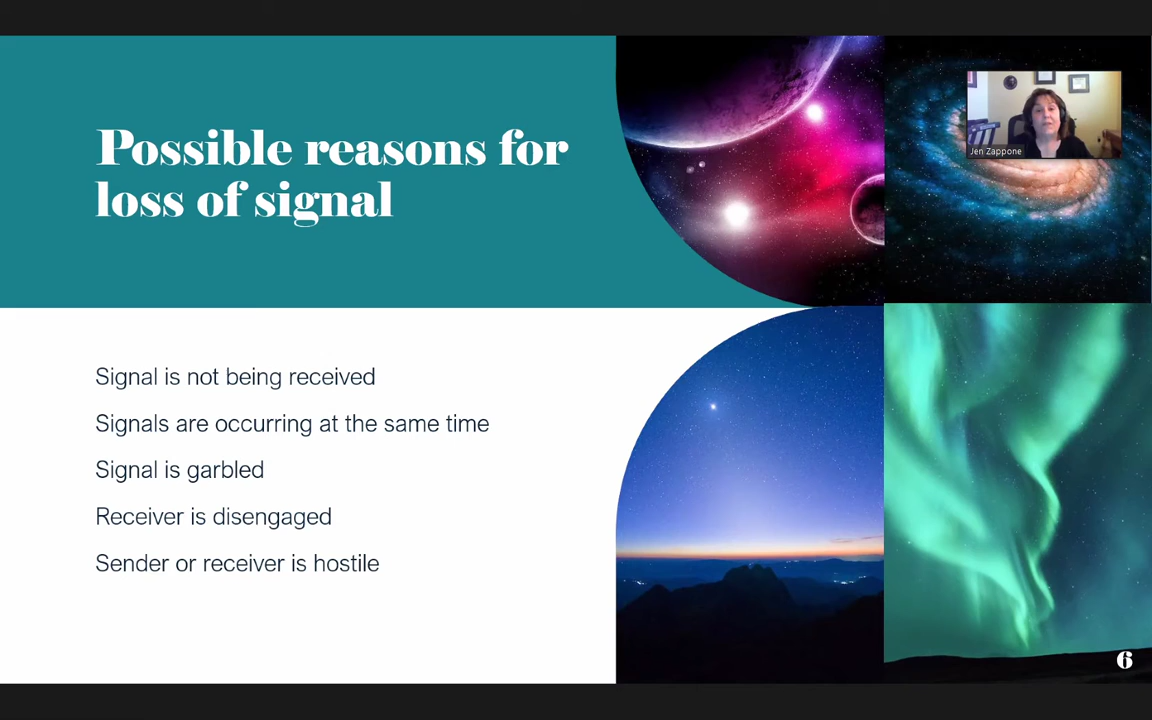 Possible reasons for
loss of signal
Jen Zappone
Signal is not being received
Signals are occurring at the same time
Signal is garbled
Receiver is disengaged
Sender or receiver is hostile
6